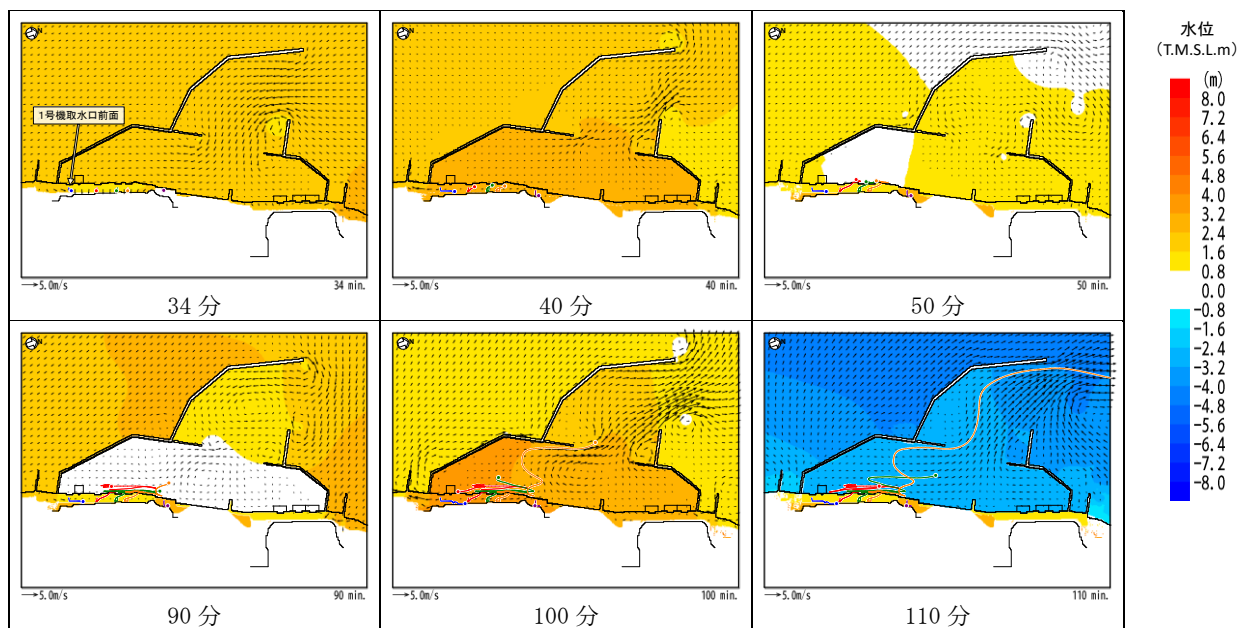 N
1号機取水口前面
5.0m/s
34 min.
34 分
N
5.0m/s
40 min.
40 分
N
5.0m/s
50 min.
50 分
N
5.0m/s
90 min.
90 分
N
5.0m/s
100 min.
100 分
N
5.0m/s
110 min.
110 分
水位
(T.M.S.L.m)
(m)
8.0
7.2
6.4
5.6
4.8
4.0
3.2
2.4
1.6
0.8
0.0
-0.8
-1.6
-2.4
-3.2
-4.0
-4.8
-5.6
-6.4
-7.2
-8.0